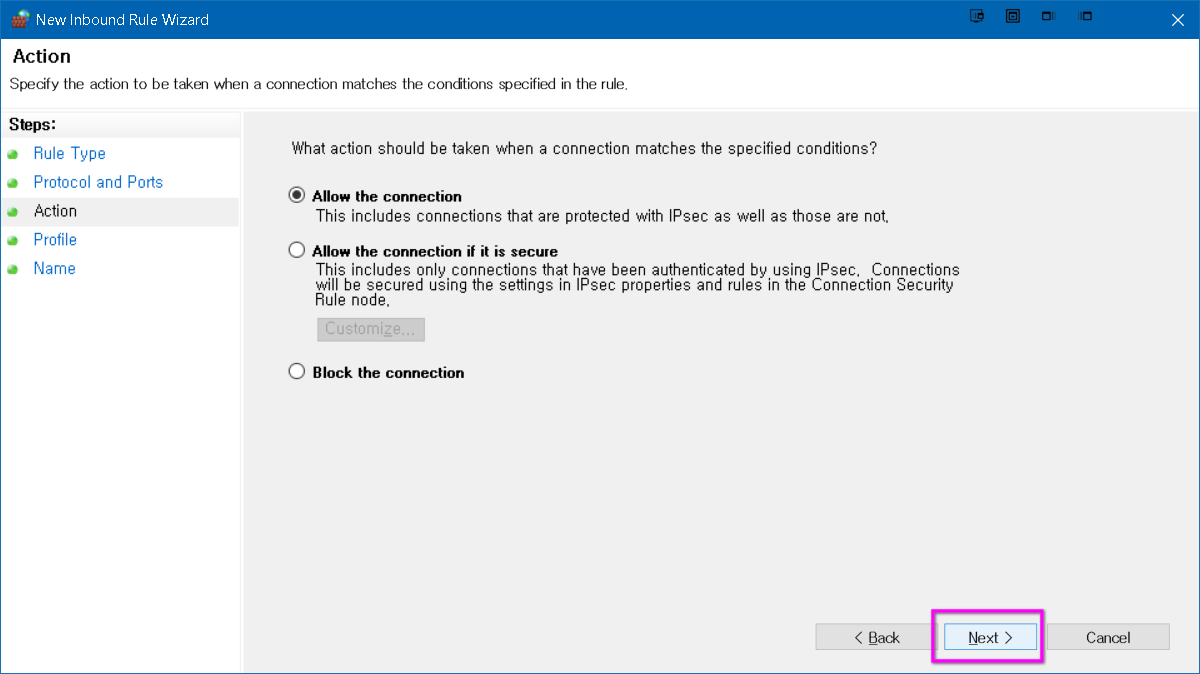 New Inbound Rule Wizard
Action
Specify the action to be taken when a connection matches the conditions specified in the rule.
Steps:
Rule Type
Protocol and Ports
Action
Profile
Name
What action should be taken when a connection matches the specified conditions?
Allow the connection
This includes connections that are protected with IPsec as well as those are not.
Allow the connection if it is secure
This includes only connections that have been authenticated by using IPsec. Connections
will be secured using the settings in IPsec properties and rules in the Connection Security
Rule node.
Customize...
Block the connection
< Back
Next >
Cancel